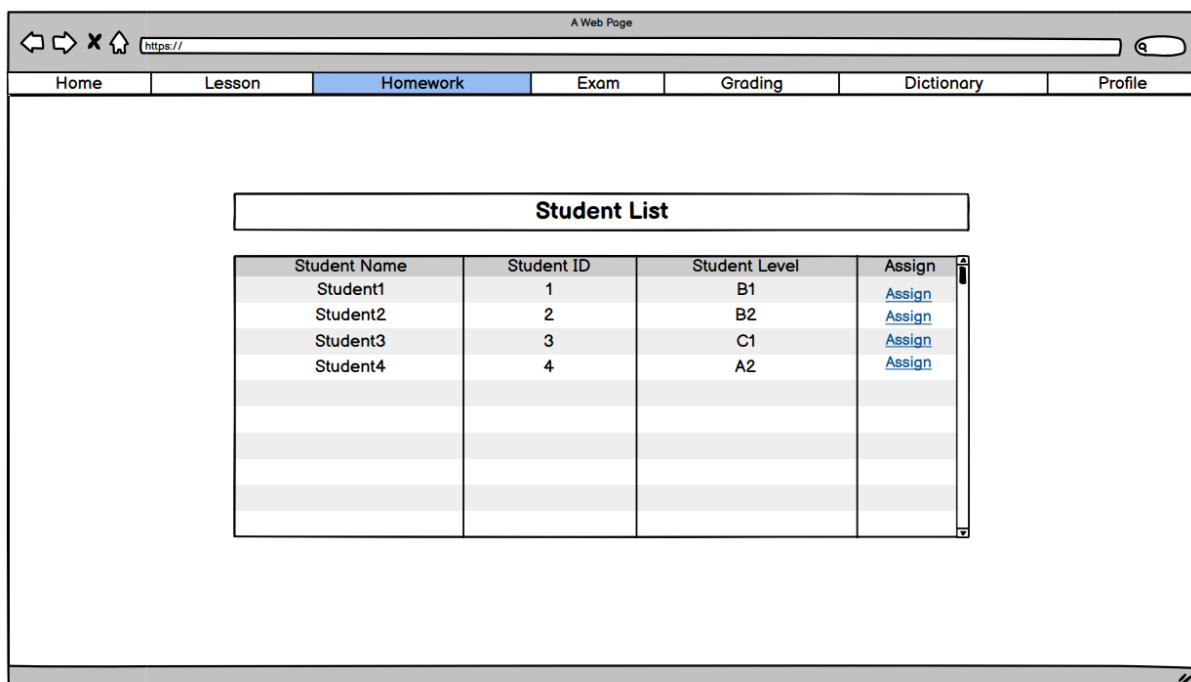 A Web Page
https://
Home Lesson Homework Exam Grading Dictionary Profile
Student List
Student Name Student ID Student Level Assign
Student1 1 B1 Assign
Student2 2 B2 Assign
Student3 3 C1 Assign
Student4 4 A2 Assign